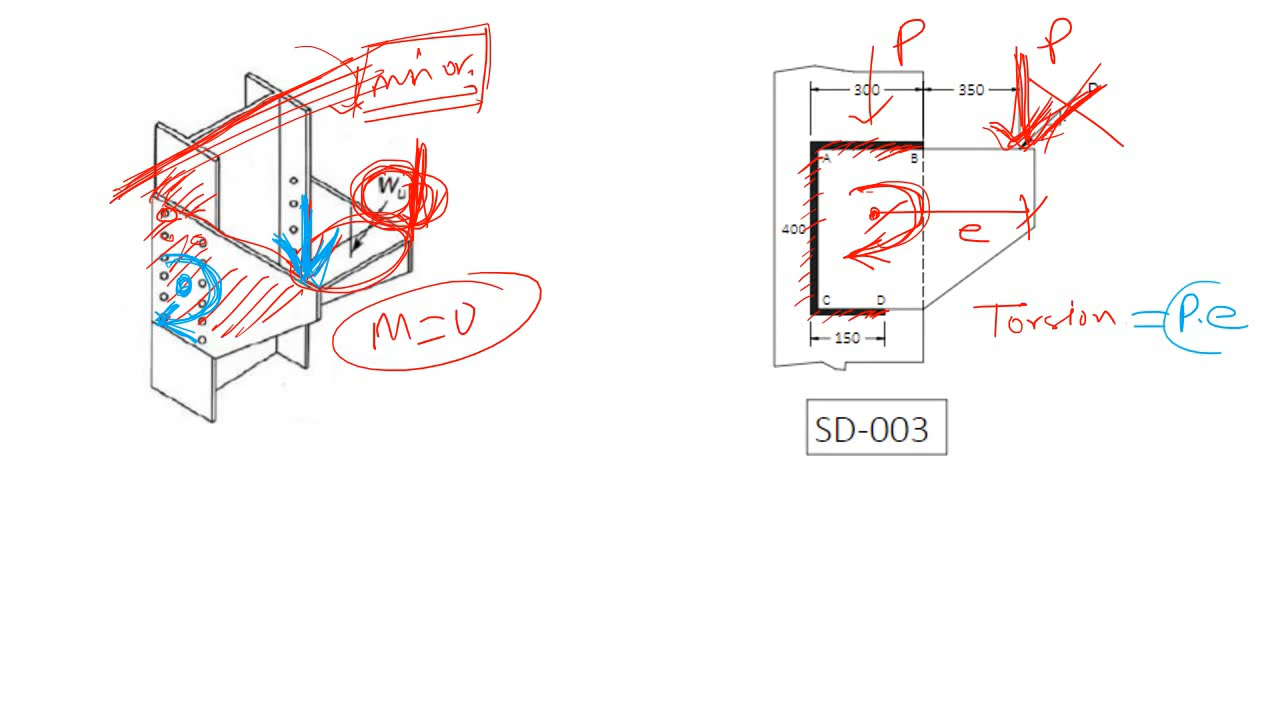 minor
Wu
M=0
P
P
300
350
A
B
400
e
C
D
150
Torsion = P.e
SD-003